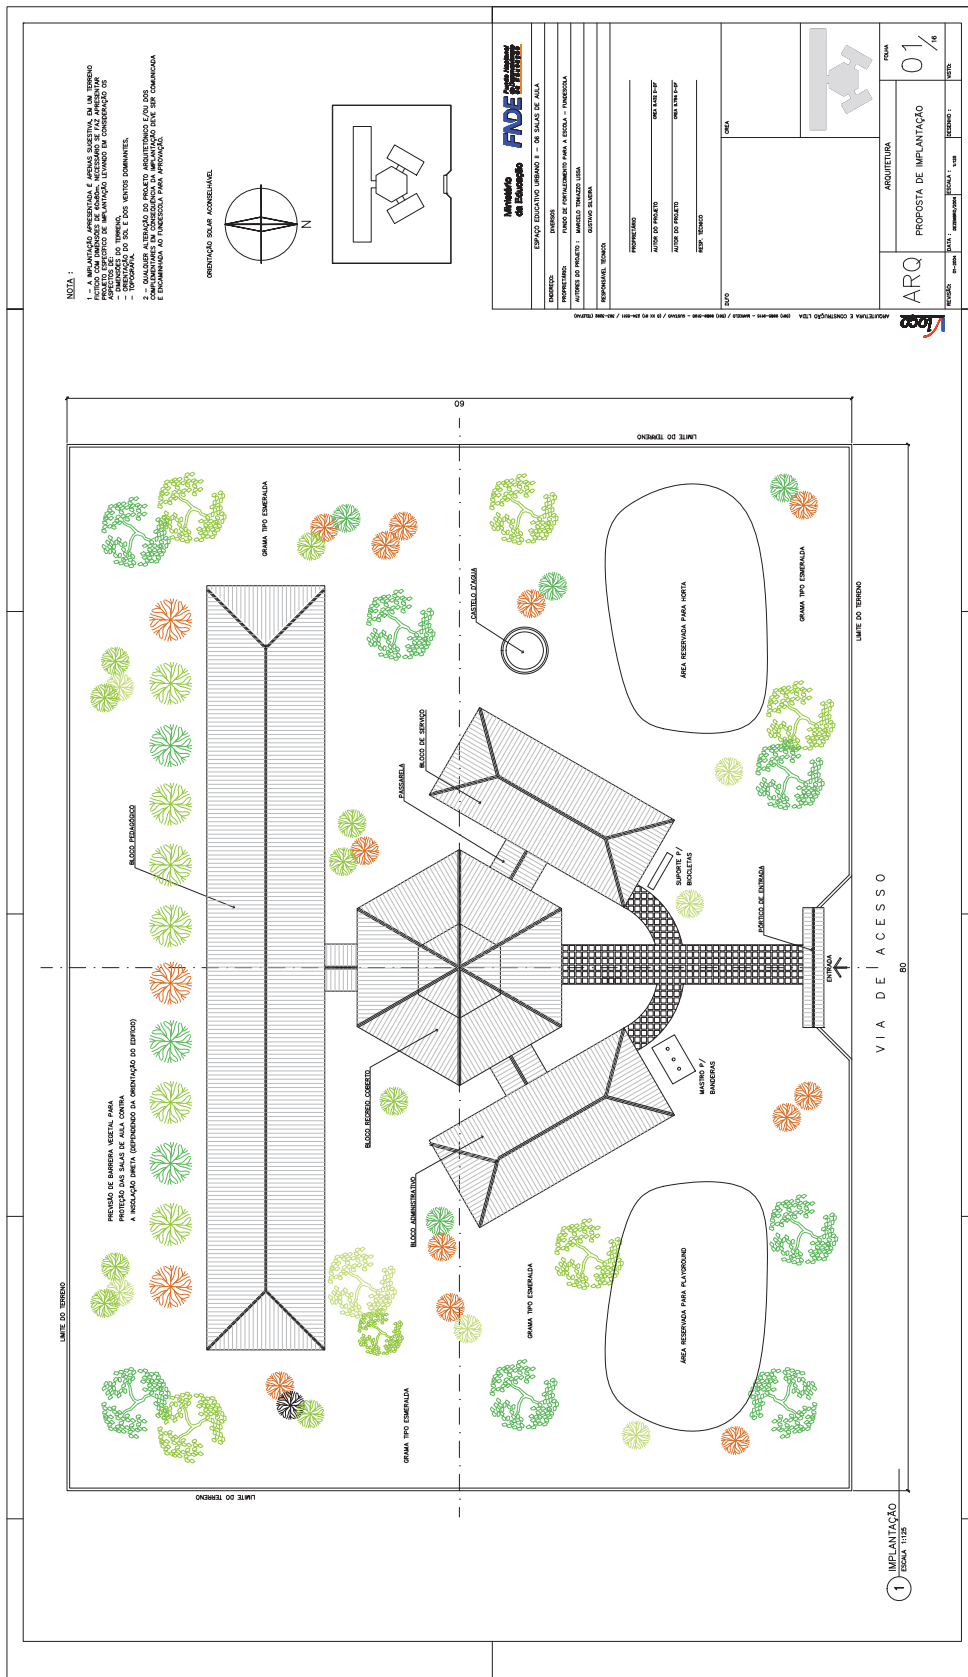 NOTA :
1 – A IMPLANTAÇÃO APRESENTADA É APENAS SUGESTIVA, EM UM TERRENO
FICTÍCIO COM DIMENSÕES DE 60x80m, NECESSÁRIO SE FAZ APRESENTAR
PROJETO ESPECÍFICO DE IMPLANTAÇÃO LEVANDO EM CONSIDERAÇÃO OS
ASPECTOS DE:
– DIMENSÕES DO TERRENO,
– ORIENTAÇÃO DO SOL E DOS VENTOS DOMINANTES,
– TOPOGRAFIA.
2 – QUALQUER ALTERAÇÃO DO PROJETO ARQUITETÔNICO E/OU DOS
COMPLEMENTARES EM CONSEQUÊNCIA DA IMPLANTAÇÃO DEVE SER COMUNICADA
E ENCAMINHADA AO FUNDESCOLA PARA APROVAÇÃO.
ORIENTAÇÃO SOLAR ACONSELHÁVEL
N
Ministério
da Educação
FNDE
ESPAÇO EDUCATIVO URBANO II – 06 SALAS DE AULA
ENDEREÇO: DIVERSOS
PROPRIETÁRIO: FUNDO DE FORTALECIMENTO PARA A ESCOLA – FUNDESCOLA
AUTORES DO PROJETO :
GUSTAVO SILVEIRA
RESPONSÁVEL TÉCNICO:
PROPRIETÁRIO
AUTOR DO PROJETO
AUTOR DO PROJETO
RESP. TÉCNICO
DLFO
CREA
ARQ
ARQUITETURA
PROPOSTA DE IMPLANTAÇÃO
FOLHA
01/16
REVISÃO:
DATA :
ESCALA :
DESENHO :
VISTO:
ARQUITETURA E CONSTRUÇÃO LTDA
LIMITE DO TERRENO
LIMITE DO TERRENO
LIMITE DO TERRENO
LIMITE DO TERRENO
60
80
GRAMA TIPO ESMERALDA
GRAMA TIPO ESMERALDA
GRAMA TIPO ESMERALDA
GRAMA TIPO ESMERALDA
PREVISÃO DE BARREIRA VEGETAL PARA
PROTEÇÃO DAS SALAS DE AULA CONTRA
A INSOLAÇÃO DIRETA (DEPENDENDO DA ORIENTAÇÃO DO EDIFÍCIO)
BLOCO PEDAGÓGICO
BLOCO RECREIO COBERTO
BLOCO ADMINISTRATIVO
PASSARELA
BLOCO DE SERVIÇO
CASTELO D'AGUA
ÁREA RESERVADA PARA HORTA
ÁREA RESERVADA PARA PLAYGROUND
SUPORTE P/
BICICLETAS
MASTRO P/
BANDEIRAS
PÓRTICO DE ENTRADA
ENTRADA
VIA DE ACESSO
1
IMPLANTAÇÃO
ESCALA 1:125